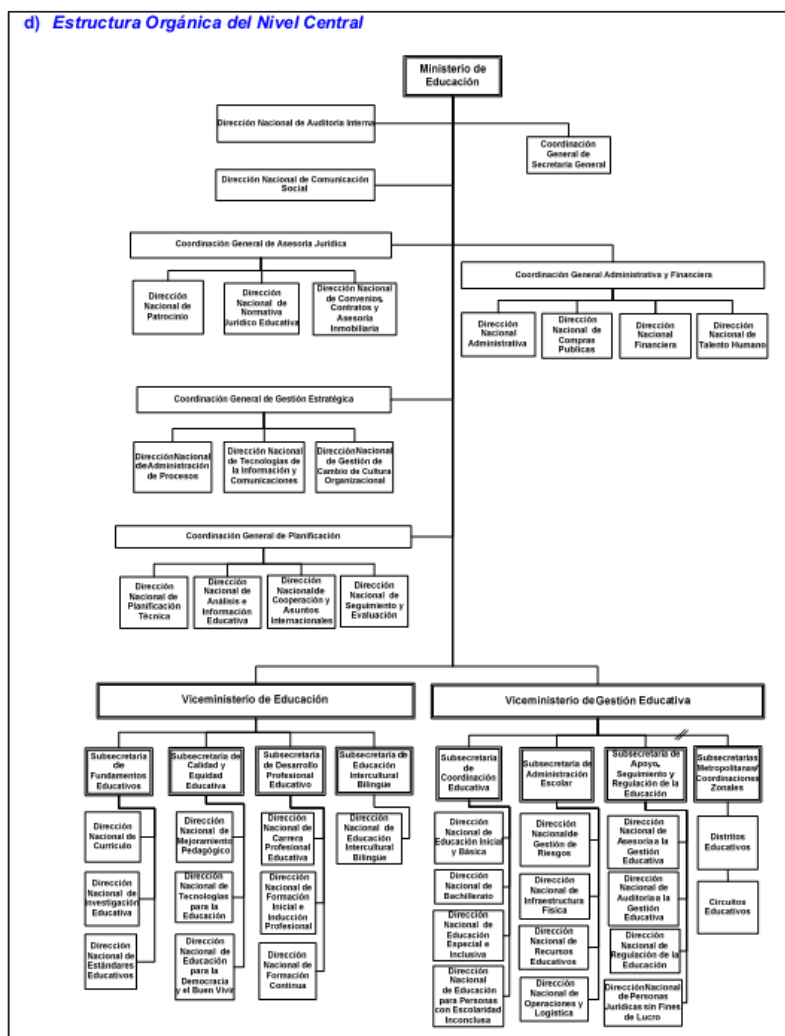 d) Estructura Orgánica del Nivel Central
Ministerio de
Educación
Dirección Nacional de Auditoría Interna
Coordinación
General de
Secretaría General
Dirección Nacional de Comunicación
Social
Coordinación General de Asesoría Jurídica
Dirección
Nacional de
Patrocinio
Dirección
Nacional de
Normativa
Jurídico Educativa
Dirección Nacional
de Convenios,
Contratos y
Asesoría
Inmobiliaria
Coordinación General Administrativa y Financiera
Dirección
Nacional
Administrativa
Dirección
Nacional de
Compras
Publicas
Dirección
Nacional
Financiera
Dirección
Nacional de
Talento Humano
Coordinación General de Gestión Estratégica
Dirección Nacional
de Administración
de Procesos
Dirección Nacional
de Tecnologías de
la Información y
Comunicaciones
Dirección Nacional
de Gestión de
Cambio de Cultura
Organizacional
Coordinación General de Planificación
Dirección
Nacional de
Planificación
Técnica
Dirección
Nacional de
Análisis e
Información
Educativa
Dirección
Nacional de
Cooperación y
Asuntos
Internacionales
Dirección
Nacional de
Seguimiento y
Evaluación
Viceministerio de Educación
Subsecretaría
de
Fundamentos
Educativos
Subsecretaría de
Calidad y
Equidad
Educativa
Subsecretaría
de Desarrollo
Profesional
Educativo
Subsecretaría de
Educación
Intercultural
Bilingüe
Dirección
Nacional de
Currículo
Dirección
Nacional de
Investigación
Educativa
Dirección
Nacional de
Estándares
Educativos
Dirección
Nacional de
Mejoramiento
Pedagógico
Dirección
Nacional de
Tecnologías
para la
Educación
Dirección
Nacional de
Educación
para la
Democracia
y el Buen Vivir
Dirección
Nacional de
Carrera
Profesional
Educativa
Dirección
Nacional de
Formación
Inicial e
Inducción
Profesional
Dirección
Nacional de
Formación
Continua
Dirección
Nacional de
Educación
Intercultural
Bilingüe
Viceministerio de Gestión Educativa
Subsecretaría
de
Coordinación
Educativa
Subsecretaría
de
Administración
Escolar
Subsecretaría de
Apoyo,
Seguimiento y
Regulación de la
Educación
Subsecretarías
Metropolitanas/
Coordinaciones
Zonales
Dirección
Nacional de
Educación Inicial
y Básica
Dirección
Nacional de
Bachillerato
Dirección
Nacional de
Educación
Especial e
Inclusiva
Dirección
Nacional
de Educación
para Personas
con Escolaridad
Inconclusa
Dirección
Nacional de
Gestión de
Riesgos
Dirección
Nacional de
Infraestructura
Física
Dirección
Nacional de
Recursos
Educativos
Dirección
Nacional de
Operaciones y
Logística
Dirección
Nacional de
Asesoría a la
Gestión
Educativa
Dirección
Nacional de
Auditoría a la
Gestión
Educativa
Dirección
Nacional de
Regulación de la
Educación
Dirección Nacional
de Personas
Jurídicas sin Fines
de Lucro
Distritos
Educativos
Circuitos
Educativos